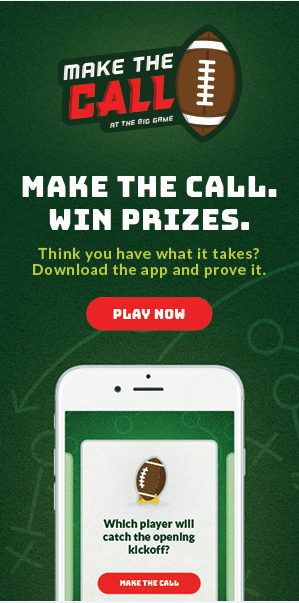 MAKE THE
CALL
AT THE BIG GAME
MAKE THE CALL.
WIN PRIZES.
Think you have what it takes?
Download the app and prove it.
PLAY NOW
Which player will
catch the opening
kickoff?
MAKE THE CALL